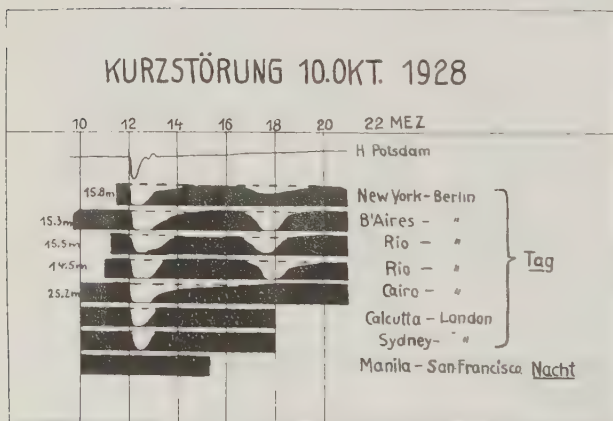 KURZSTÖRUNG 10.OKT. 1928
10 12 14 16 18 20 22 MEZ
H Potsdam
15.8m New York-Berlin
15.3m B'Aires - "
15.5m Rio - "
14.5m Rio - "
25.2m Cairo - "
Tag
Calcutta-London
Sydney- "
Manila-San-Francisco Nacht